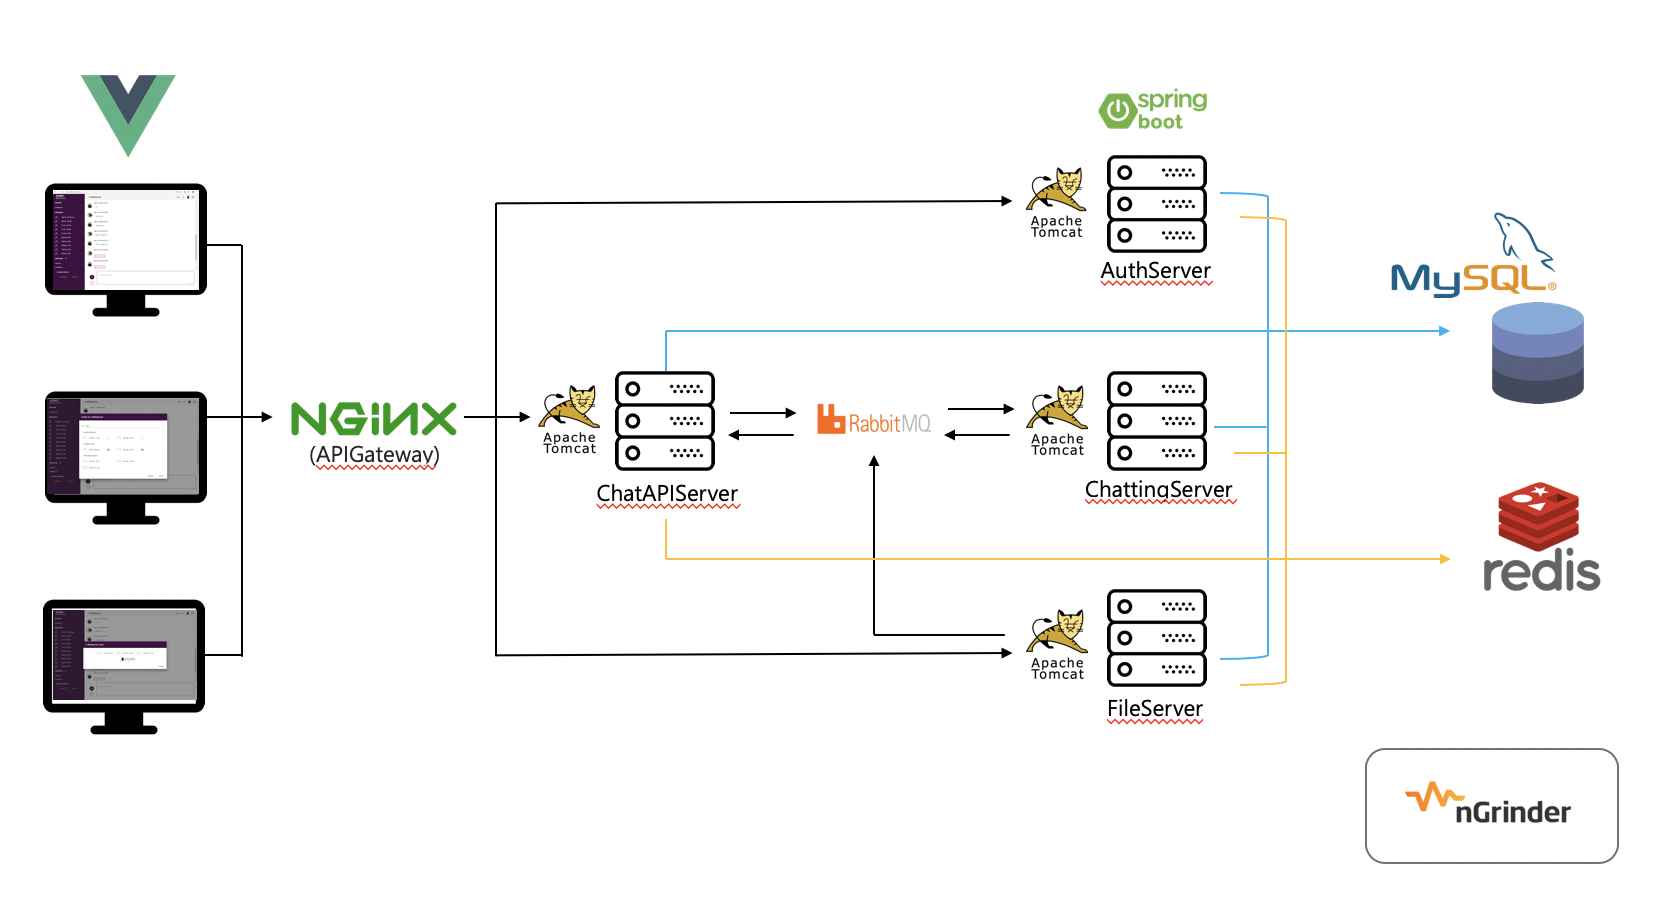 spring
boot
Apache
Tomcat
AuthServer
MySQL®
NGiNX
(APIGateway)
Apache
Tomcat
ChatAPIServer
RabbitMQ
Apache
Tomcat
ChattingServer
redis
Apache
Tomcat
FileServer
nGrinder